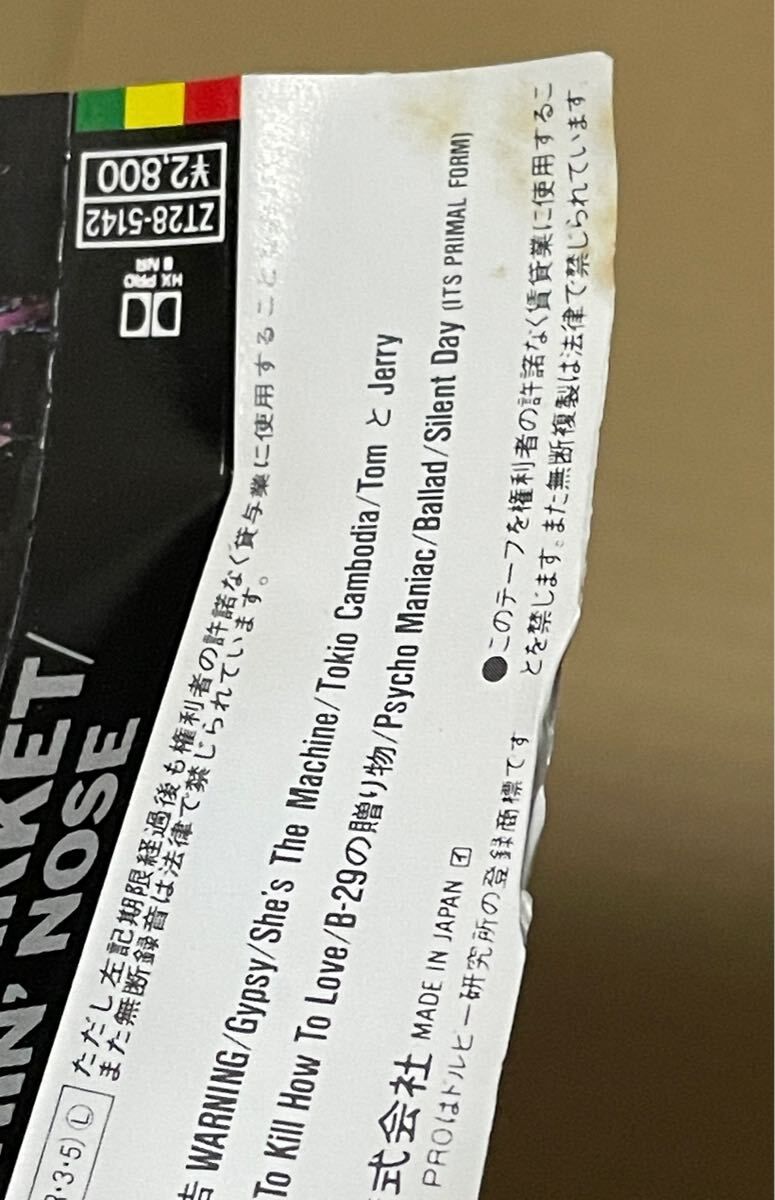 ¥2,800
ZT28-5142
HX PRO
B NR
KET/
NOSE
3・5) Ⓛ
ただし左記期限経過後も権利者の許諾なく貸与業に使用すること
また無断録音は法律で禁じられています。
WARNING/Gypsy/She's The Machine/Tokio Cambodia/Tom と Jerry
To Kill How To Love/B-29の贈り物/Psycho Maniac/Ballad/Silent Day (ITS PRIMAL FORM)
式会社 MADE IN JAPAN イ
PROはドルビー研究所の登録商標です
●このテープを権利者の許諾なく賃貸業に使用するこ
とを禁じます。また無断複製は法律で禁じられています